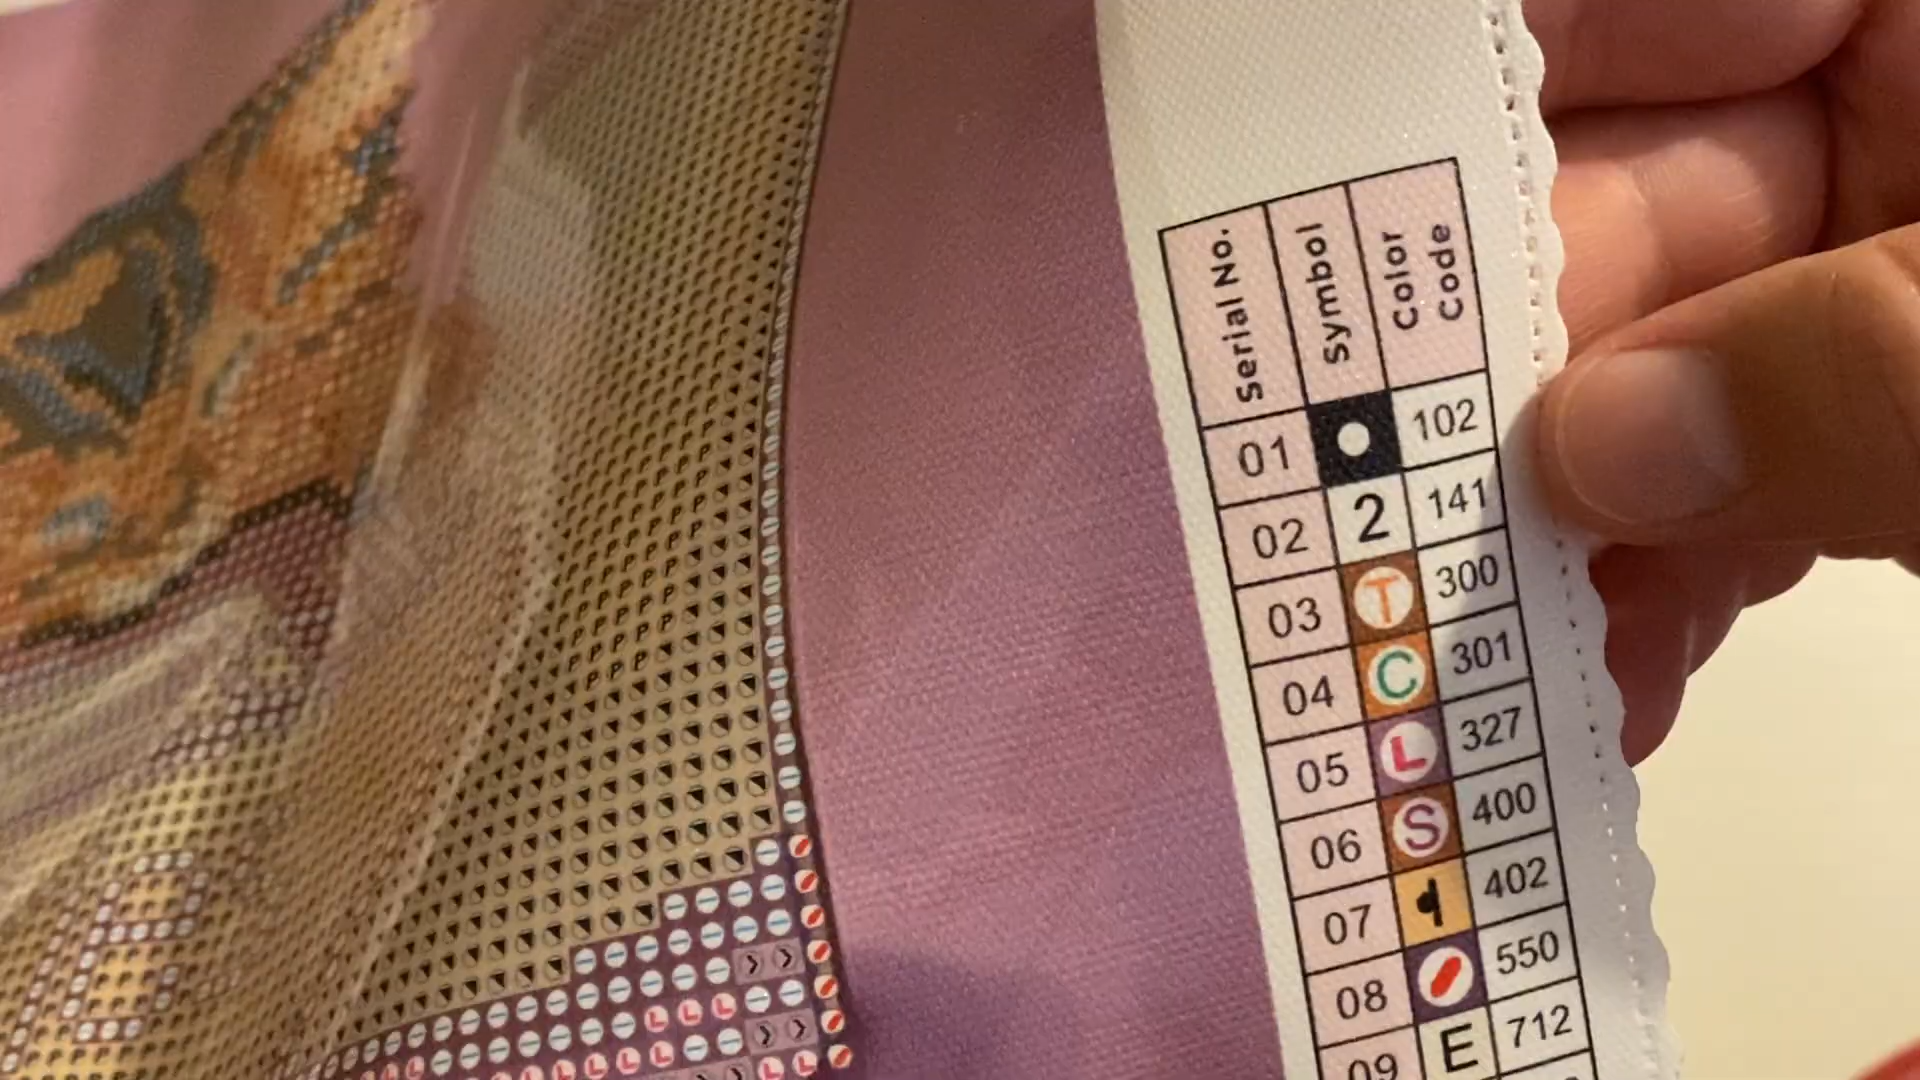 Serial No. Symbol Color Code
01 102
02 2 141
03 T 300
04 C 301
05 L 327
06 S 400
07 402
08 550
09 E 712